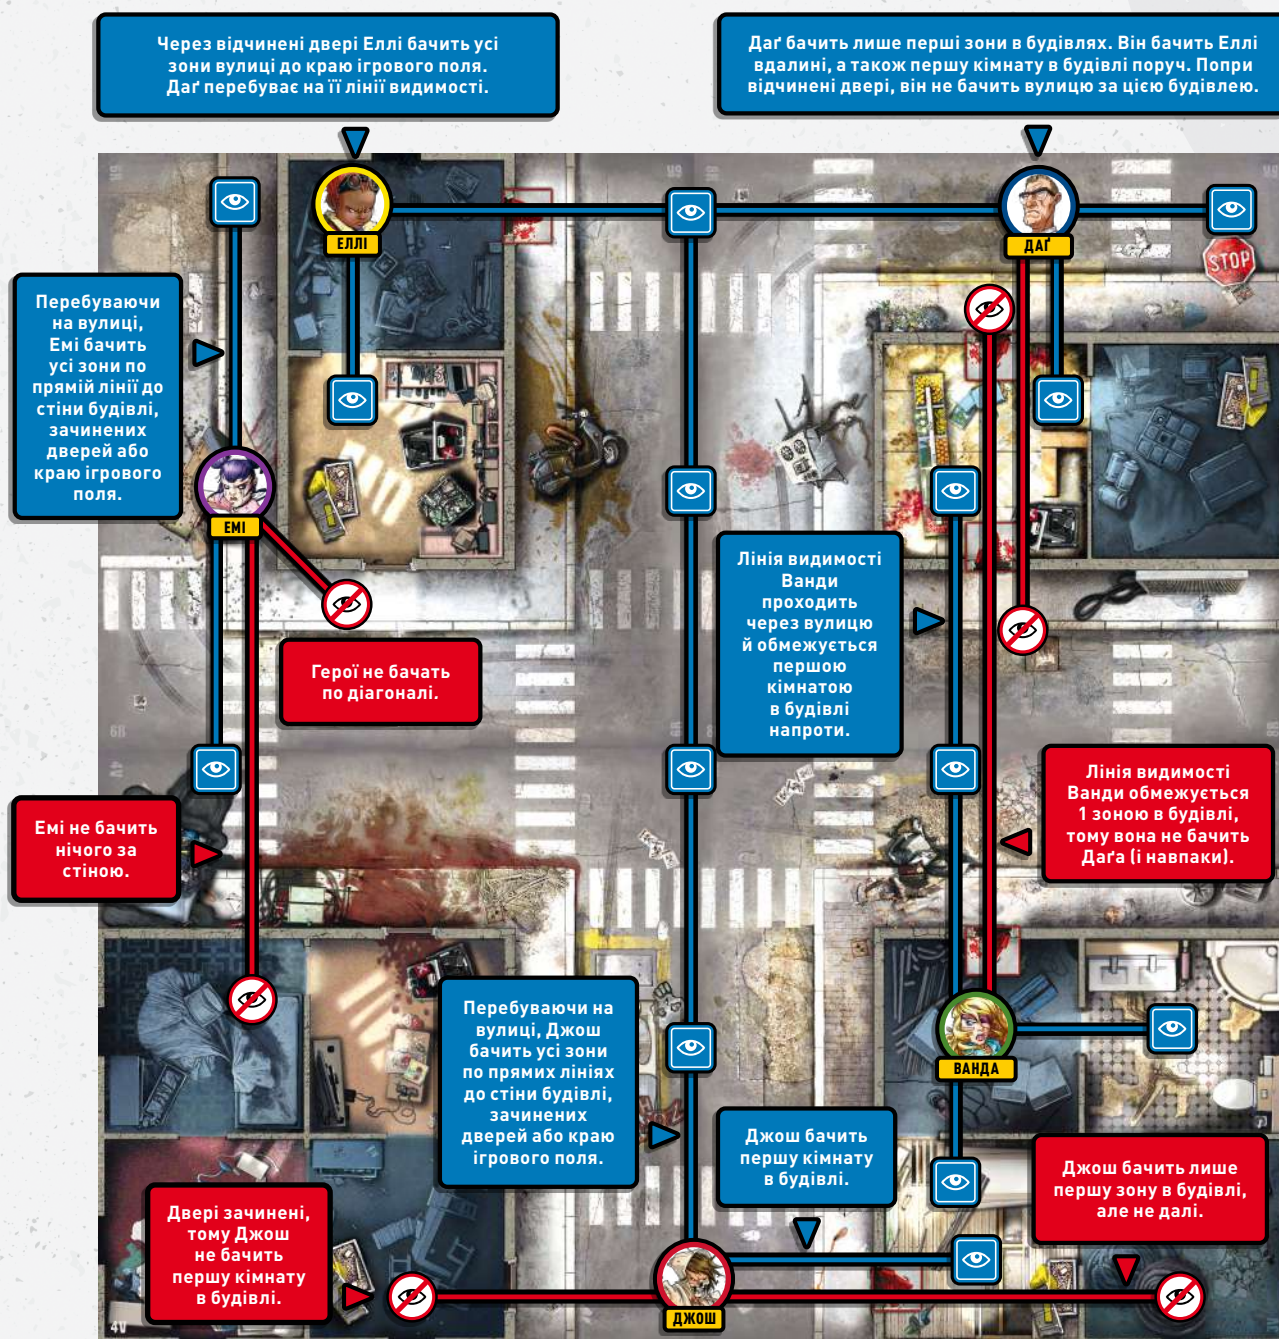 Через відчинені двері Еллі бачить усі
зони вулиці до краю ігрового поля.
Даґ перебуває на її лінії видимості.
Даґ бачить лише перші зони в будівлях. Він бачить Еллі
вдалині, а також першу кімнату в будівлі поруч. Попри
відчинені двері, він не бачить вулицю за цією будівлею.
ЕЛЛІ
ДАҐ
STOP
Перебуваючи
на вулиці,
Емі бачить
усі зони по
прямій лінії до
стіни будівлі,
зачинених
дверей або
краю ігрового
поля.
ЕМІ
Лінія видимості
Ванди
проходить
через вулицю
й обмежується
першою
кімнатою
в будівлі
напроти.
Герої не бачать
по діагоналі.
Лінія видимості
Ванди обмежується
1 зоною в будівлі,
тому вона не бачить
Даґа (і навпаки).
Емі не бачить
нічого за
стіною.
Перебуваючи на
вулиці, Джош
бачить усі зони
по прямих лініях
до стіни будівлі,
зачинених
дверей або краю
ігрового поля.
ВАНДА
Джош бачить
першу кімнату
в будівлі.
Джош бачить лише
першу зону в будівлі,
але не далі.
Двері зачинені,
тому Джош
не бачить
першу кімнату
в будівлі.
ДЖОШ
4V